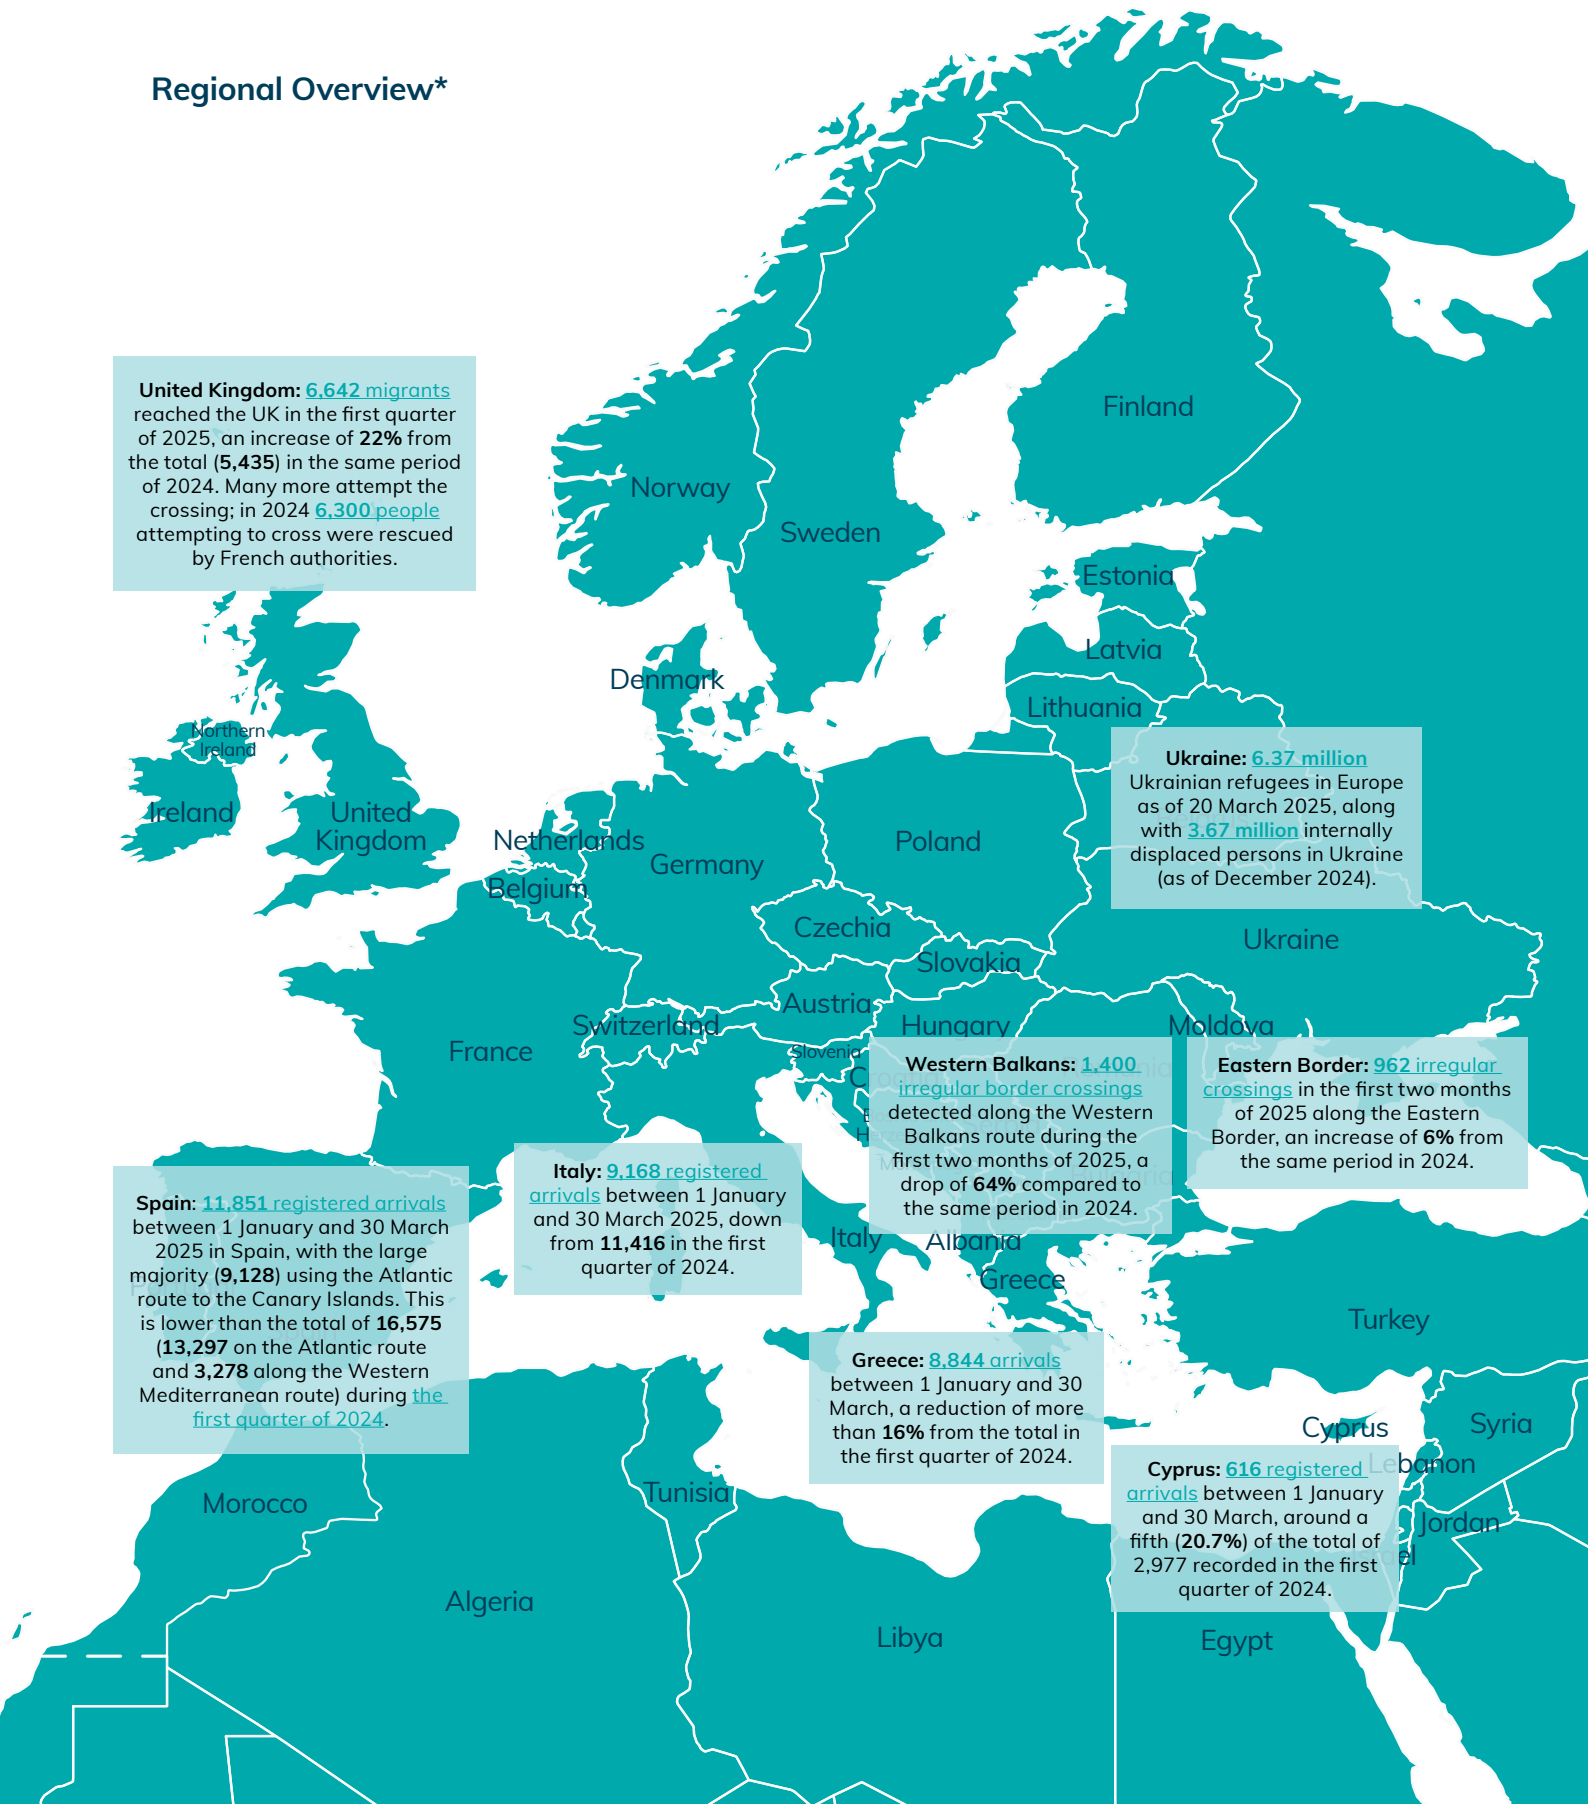 Regional Overview*
United Kingdom: 6,642 migrants
reached the UK in the first quarter
of 2025, an increase of 22% from
the total (5,435) in the same period
of 2024. Many more attempt the
crossing; in 2024 6,300 people
attempting to cross were rescued
by French authorities.
Finland
Norway
Sweden
Estonia
Latvia
Denmark
Lithuania
Northern
Ireland
Ireland
United
Kingdom
Netherlands
Belgium
Germany
Poland
Ukraine: 6.37 million
Ukrainian refugees in Europe
as of 20 March 2025, along
with 3.67 million internally
displaced persons in Ukraine
(as of December 2024).
Czechia
Slovakia
Ukraine
Austria
Switzerland
Hungary
Moldova
France
Slovenia
Western Balkans: 1,400
irregular border crossings
detected along the Western
Balkans route during the
first two months of 2025, a
drop of 64% compared to
the same period in 2024.
Eastern Border: 962 irregular
crossings in the first two months
of 2025 along the Eastern
Border, an increase of 6% from
the same period in 2024.
Italy: 9,168 registered
arrivals between 1 January
and 30 March 2025, down
from 11,416 in the first
quarter of 2024.
Spain: 11,851 registered arrivals
between 1 January and 30 March
2025 in Spain, with the large
majority (9,128) using the Atlantic
route to the Canary Islands. This
is lower than the total of 16,575
(13,297 on the Atlantic route
and 3,278 along the Western
Mediterranean route) during the
first quarter of 2024.
Italy
Albania
Greece
Turkey
Greece: 8,844 arrivals
between 1 January and 30
March, a reduction of more
than 16% from the total in
the first quarter of 2024.
Cyprus
Syria
Lebanon
Cyprus: 616 registered
arrivals between 1 January
and 30 March, around a
fifth (20.7%) of the total of
2,977 recorded in the first
quarter of 2024.
Jordan
Morocco
Tunisia
Algeria
Libya
Egypt